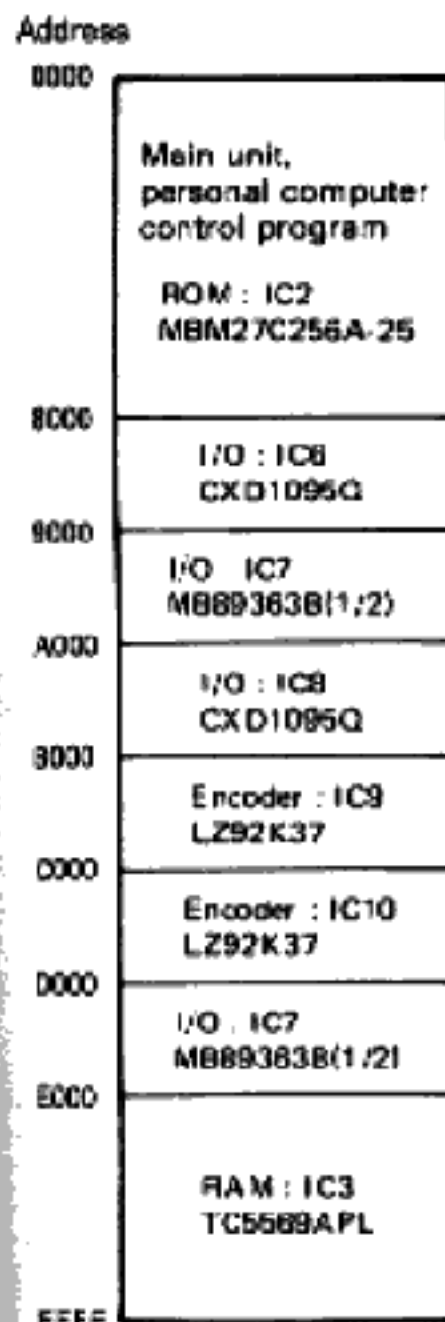 Address
0000
Main unit,
personal computer
control program
ROM : IC2
MBM27C256A-25
8000
I/O : IC6
CXD1095Q
9000
I/O : IC7
MB89363B(1/2)
A000
I/O : IC8
CXD1095Q
B000
Encoder : IC9
LZ92K37
C000
Encoder : IC10
LZ92K37
D000
I/O : IC7
MB89363B(1/2)
E000
RAM : IC3
TC5569APL
FFFF